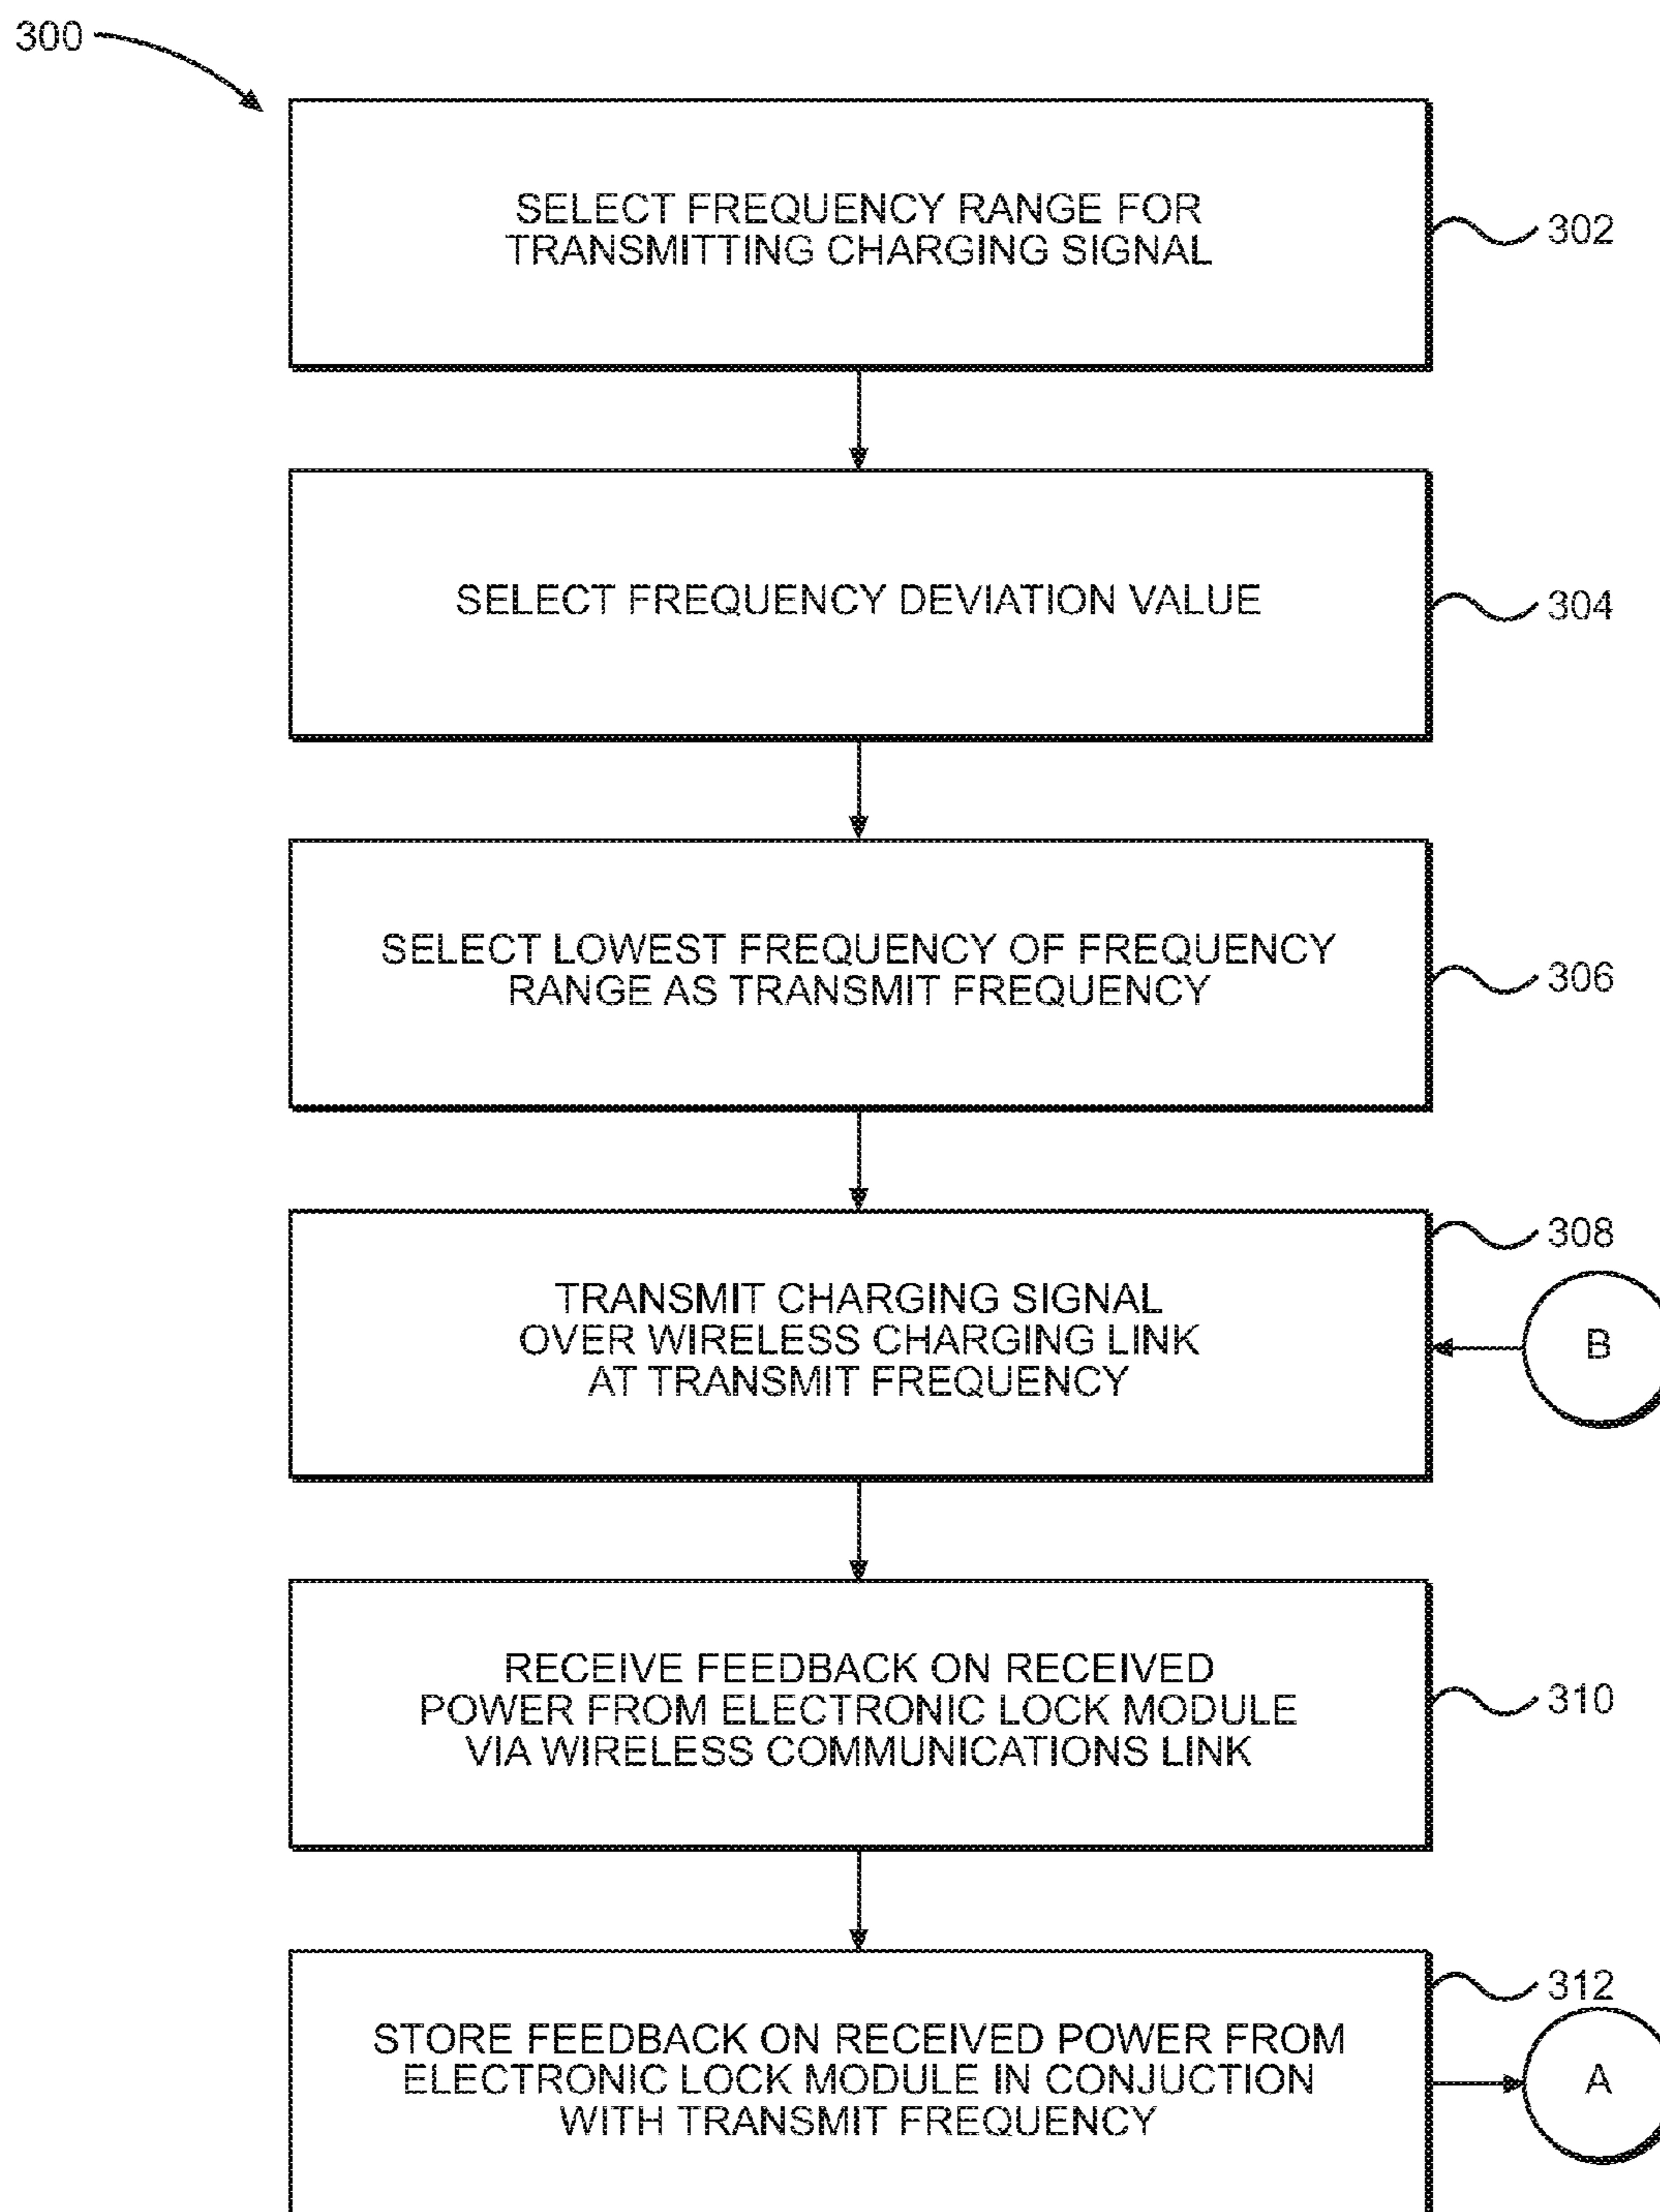 300
SELECT FREQUENCY RANGE FOR
TRANSMITTING CHARGING SIGNAL
302
SELECT FREQUENCY DEVIATION VALUE
304
SELECT LOWEST FREQUENCY OF FREQUENCY
RANGE AS TRANSMIT FREQUENCY
306
308
TRANSMIT CHARGING SIGNAL
OVER WIRELESS CHARGING LINK
AT TRANSMIT FREQUENCY
B
RECEIVE FEEDBACK ON RECEIVED
POWER FROM ELECTRONIC LOCK MODULE
VIA WIRELESS COMMUNICATIONS LINK
310
312
STORE FEEDBACK ON RECEIVED POWER FROM
ELECTRONIC LOCK MODULE IN CONJUCTION
WITH TRANSMIT FREQUENCY
A